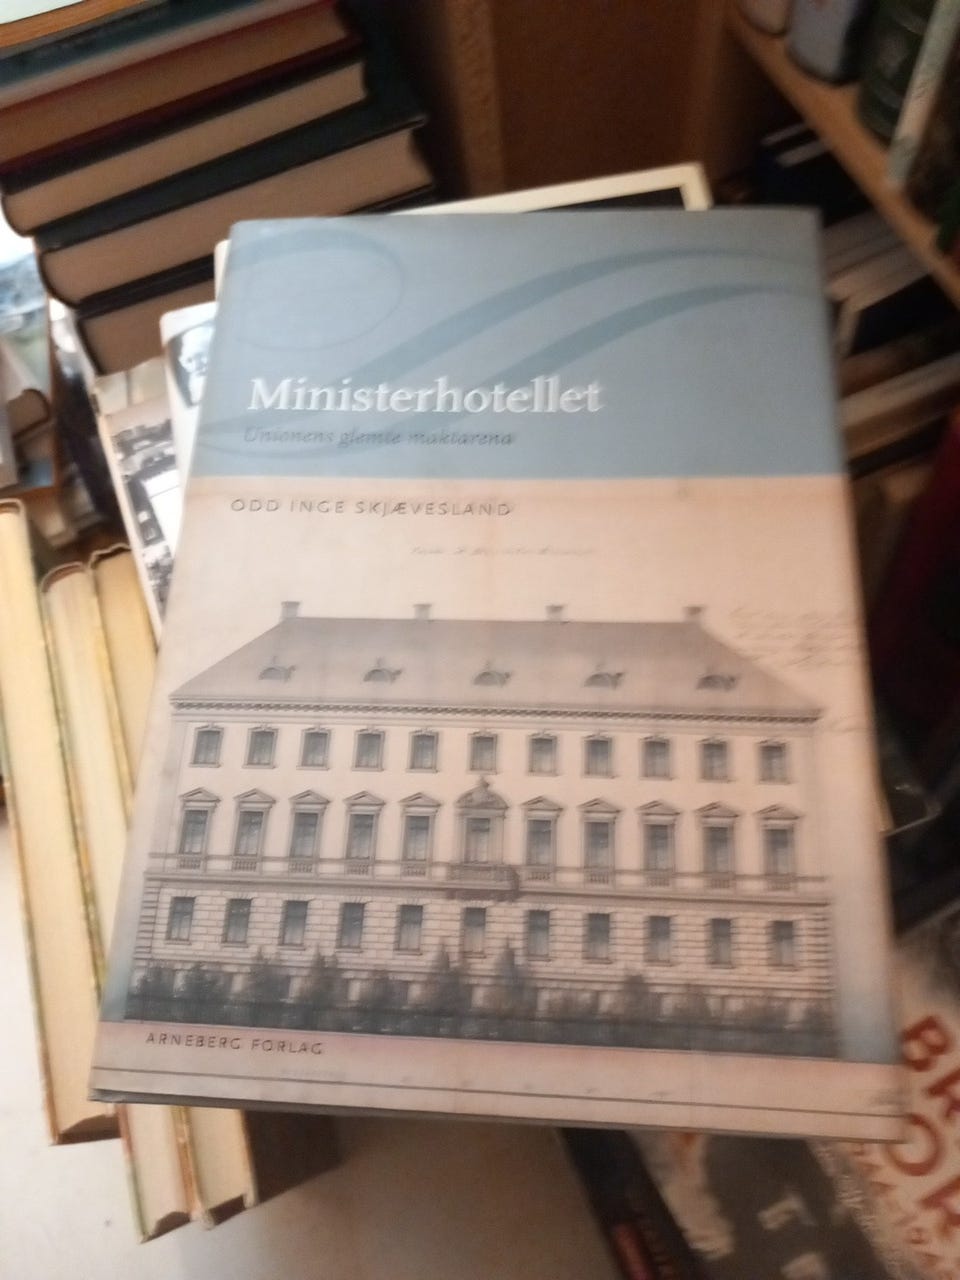 Ministerhotellet
Unionens glemte maktarena
ODD INGE SKJÆVESLAND
ARNEBERG FORLAG